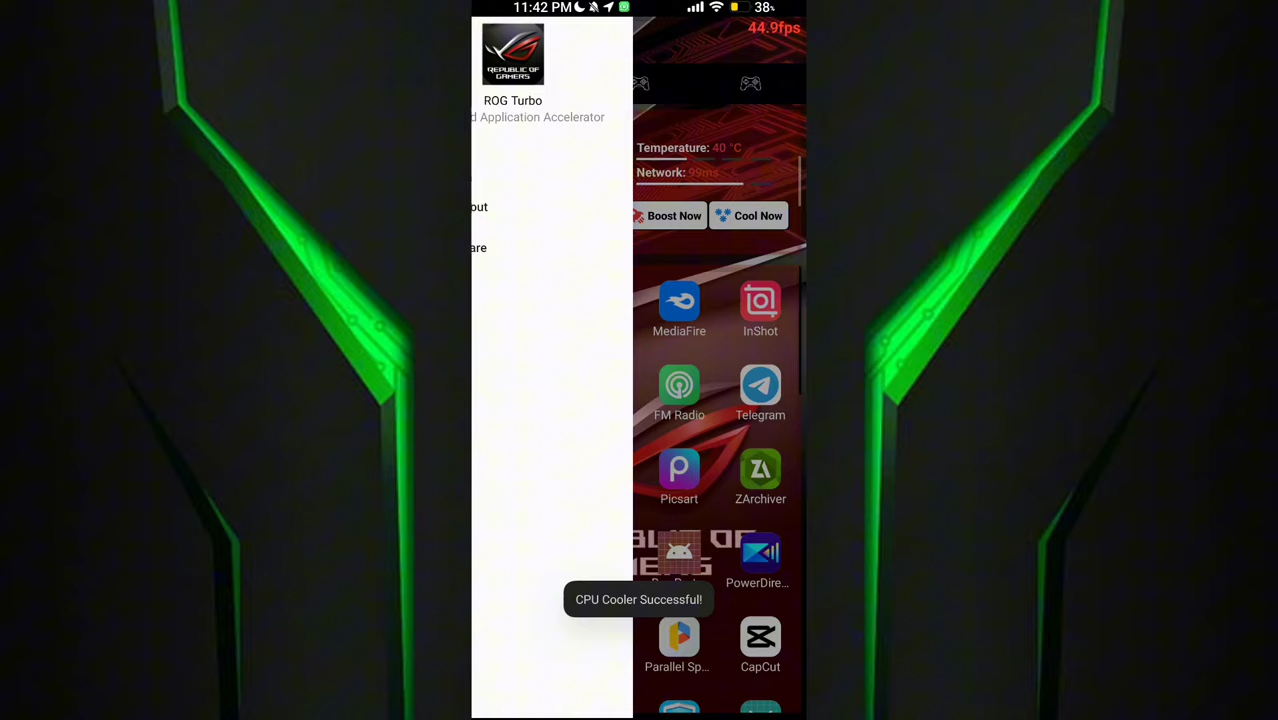 11:42 PM
38%
44.9fps
REPUBLIC OF
GAMERS
ROG Turbo
d Application Accelerator
Temperature: 40 °C
Network: 99ms
out
Boost Now
Cool Now
are
MediaFire
InShot
FM Radio
Telegram
Picsart
ZArchiver
PowerDire...
CPU Cooler Successful!
Parallel Sp...
CapCut